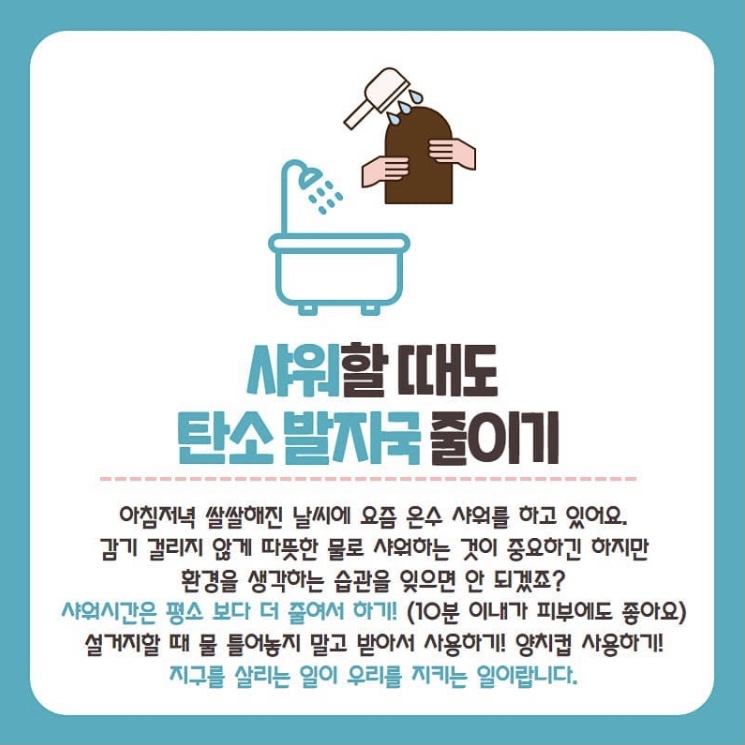 샤워할 때도
탄소 발자국 줄이기
아침저녁 쌀쌀해진 날씨에 요즘 온수 샤워를 하고 있어요.
감기 걸리지 않게 따뜻한 물로 샤워하는 것이 중요하긴 하지만
환경을 생각하는 습관을 잊으면 안 되겠죠?
샤워시간은 평소 보다 더 줄여서 하기! (10분 이내가 피부에도 좋아요)
설거지할 때 물 틀어놓지 말고 받아서 사용하기! 양치컵 사용하기!
지구를 살리는 일이 우리를 지키는 일이랍니다.